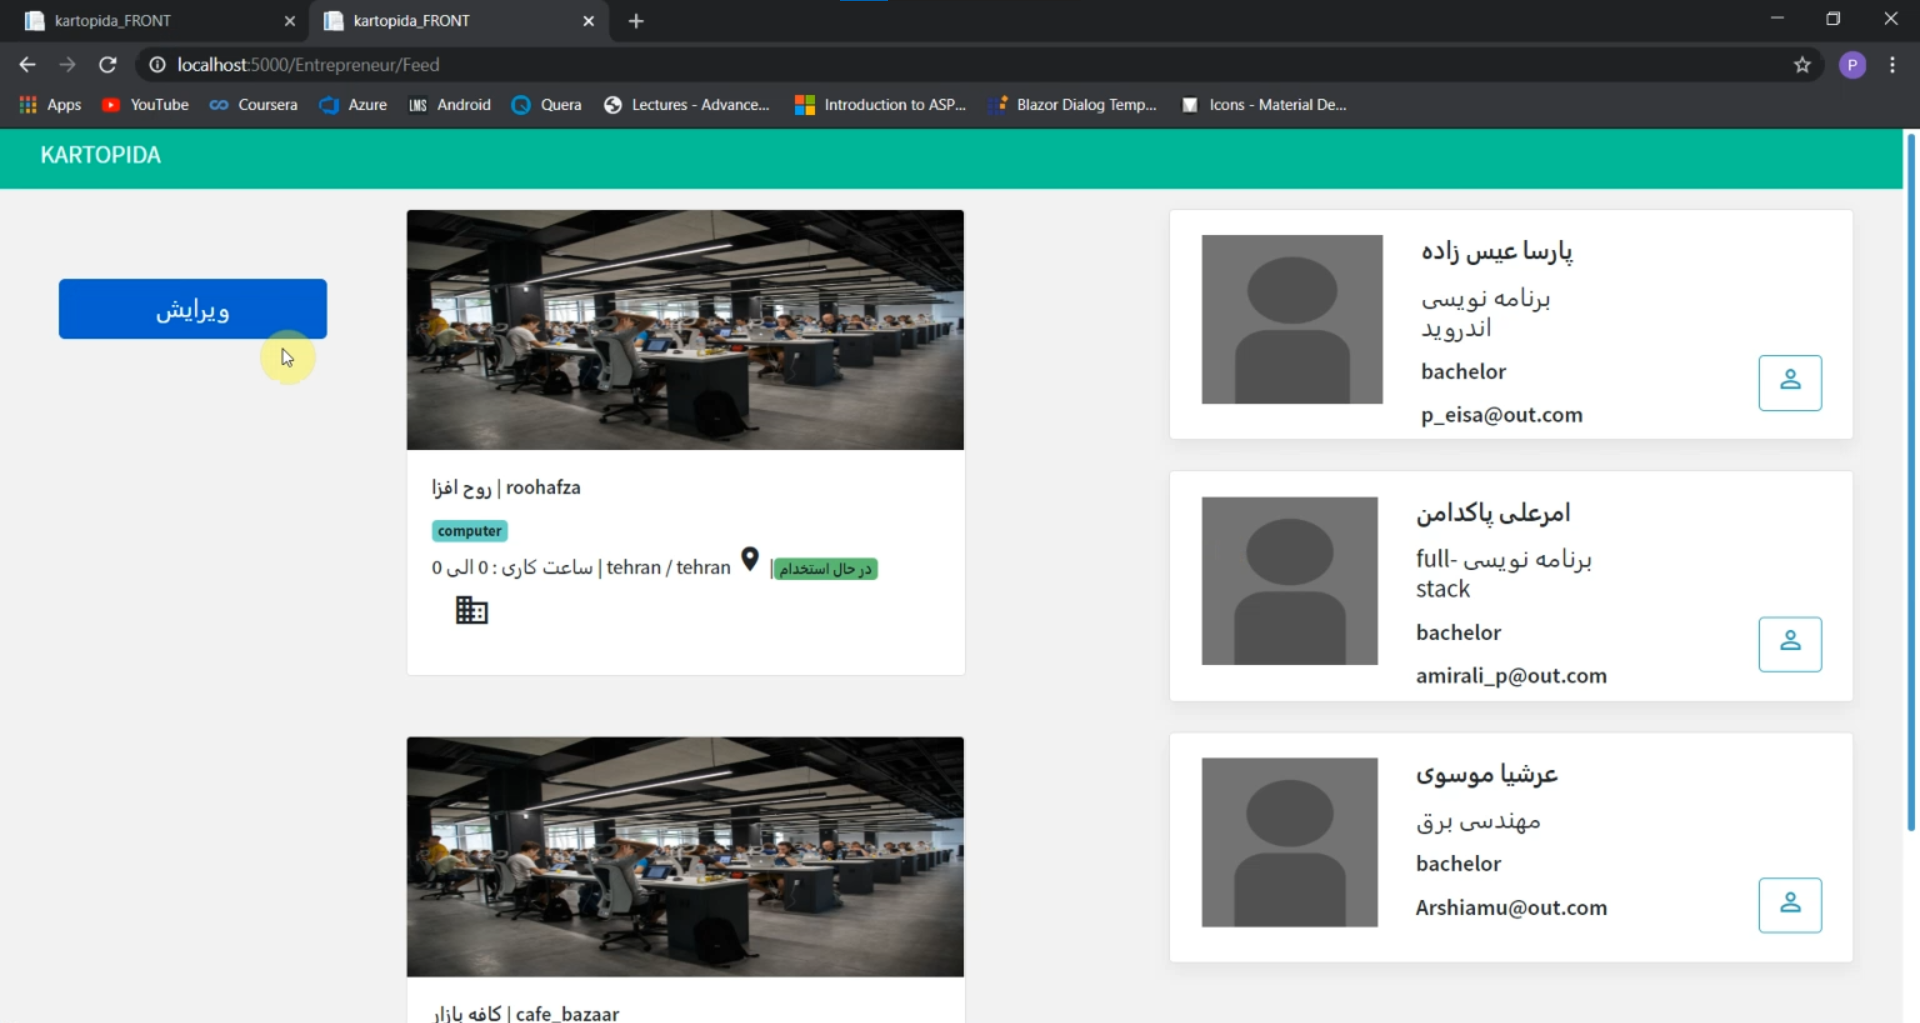 kartopida_FRONT
kartopida_FRONT
localhost:5000/Entrepreneur/Feed
P
Apps
YouTube
Coursera
Azure
LMS Android
Quera
Lectures - Advance...
Introduction to ASP...
Blazor Dialog Temp...
Icons - Material De...
KARTOPIDA
ویرایش
روح افزا | roohafza
computer
ساعت کاری : 0 الی 0 | tehran / tehran | در حال استخدام
کافه بازار | cafe_bazaar
پارسا عیس زاده
برنامه نویسی
اندروید
bachelor
p_eisa@out.com
امرعلی پاکدامن
برنامه نویسی full-
stack
bachelor
amirali_p@out.com
عرشیا موسوی
مهندسی برق
bachelor
Arshiamu@out.com